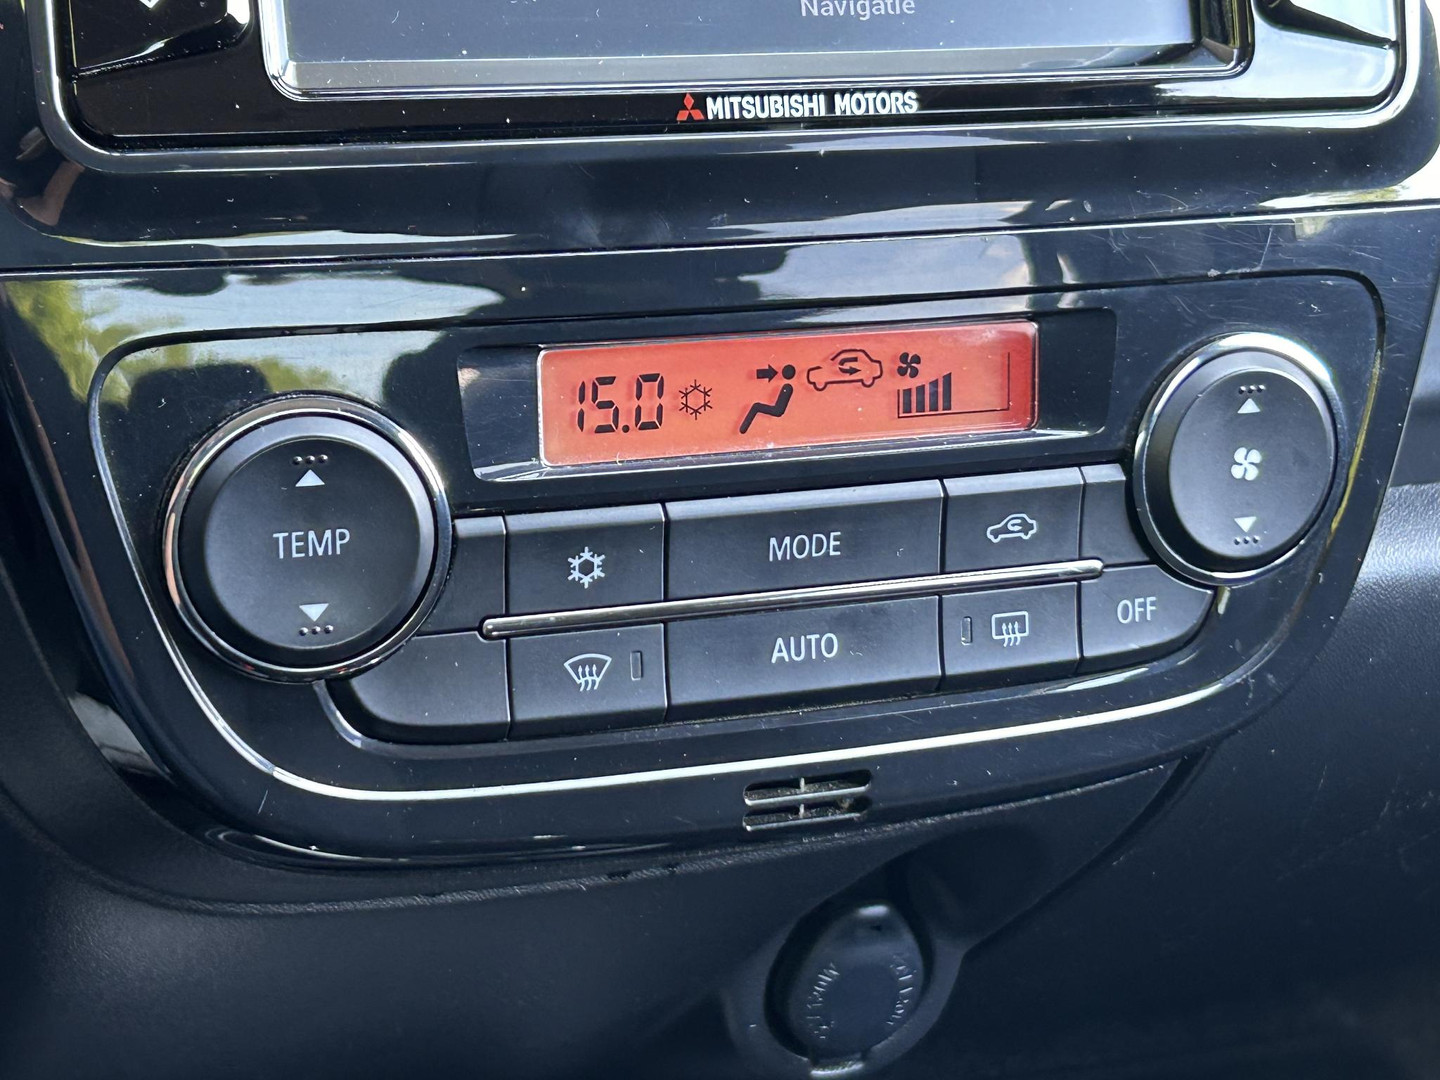 Navigatie
MITSUBISHI MOTORS
15.0
TEMP
MODE
AUTO
OFF